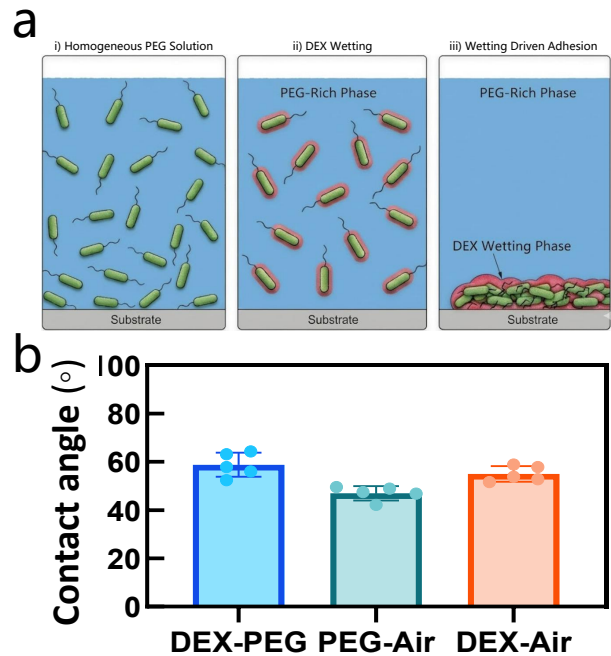 a
i) Homogeneous PEG Solution
ii) DEX Wetting
iii) Wetting Driven Adhesion
PEG-Rich Phase
PEG-Rich Phase
DEX Wetting Phase
Substrate
Substrate
Substrate
b
Contact angle (○)
100
80
60
40
20
0
DEX-PEG
PEG-Air
DEX-Air